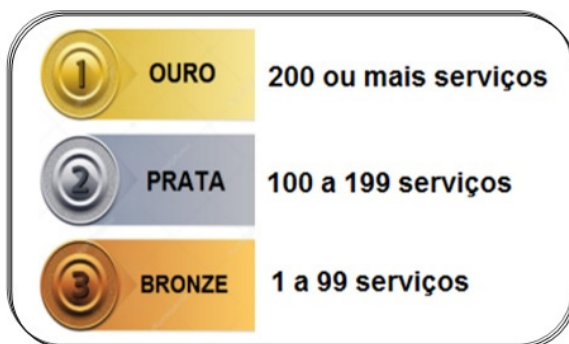 1 OURO 200 ou mais serviços
2 PRATA 100 a 199 serviços
3 BRONZE 1 a 99 serviços